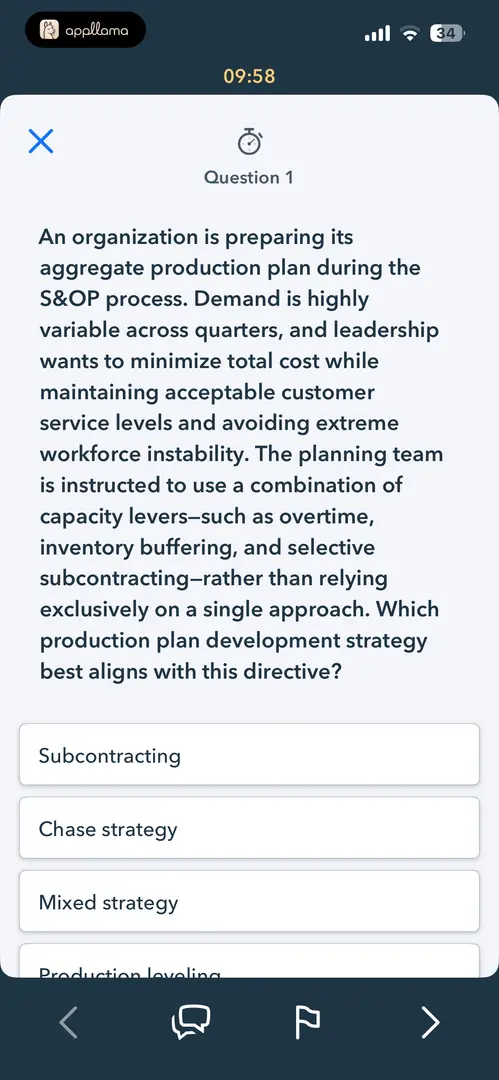 appllama
34
09:58
Question 1
An organization is preparing its
aggregate production plan during the
S&OP process. Demand is highly
variable across quarters, and leadership
wants to minimize total cost while
maintaining acceptable customer
service levels and avoiding extreme
workforce instability. The planning team
is instructed to use a combination of
capacity levers—such as overtime,
inventory buffering, and selective
subcontracting—rather than relying
exclusively on a single approach. Which
production plan development strategy
best aligns with this directive?
Subcontracting
Chase strategy
Mixed strategy
Production leveling